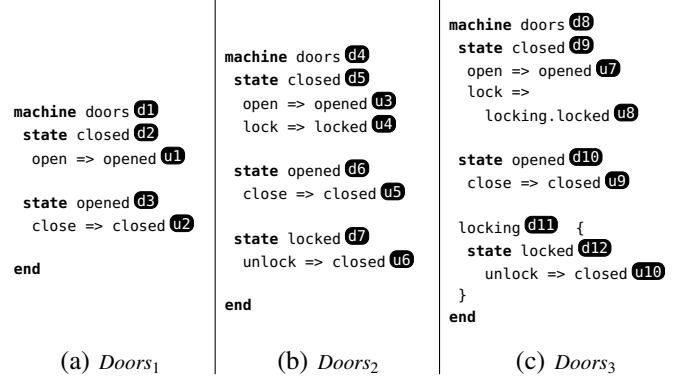 machine doors d1
state closed d2
open => opened u1
state opened d3
close => closed u2
end
(a) Doors1
machine doors d4
state closed d5
open => opened u3
lock => locked u4
state opened d6
close => closed u5
state locked d7
unlock => closed u6
end
(b) Doors2
machine doors d8
state closed d9
open => opened u7
lock =>
locking.locked u8
state opened d10
close => closed u9
locking d11 {
state locked d12
unlock => closed u10
}
end
(c) Doors3